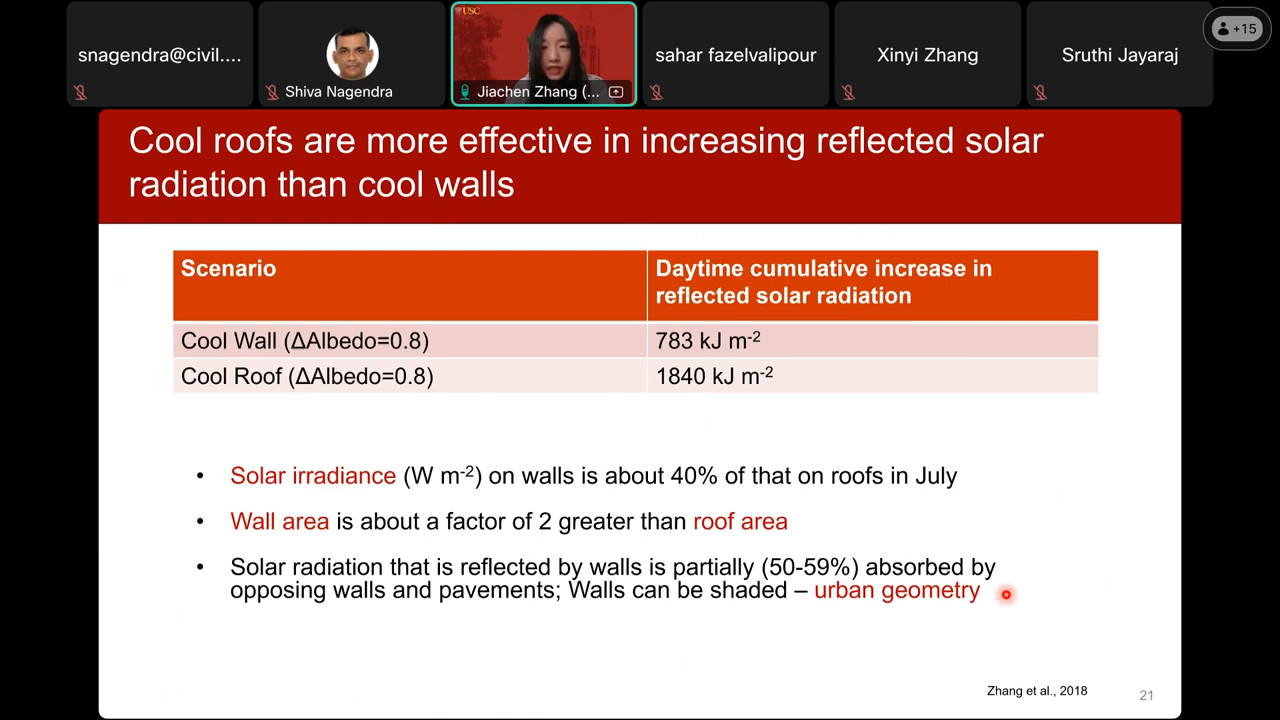 snagendra@civil....
Shiva Nagendra
USC
Jiachen Zhang (...
sahar fazelvalipour
Xinyi Zhang
Sruthi Jayaraj
+15
Cool roofs are more effective in increasing reflected solar
radiation than cool walls
Scenario
Daytime cumulative increase in
reflected solar radiation
Cool Wall (ΔAlbedo=0.8)
783 kJ m-2
Cool Roof (ΔAlbedo=0.8)
1840 kJ m-2
• Solar irradiance (W m-2) on walls is about 40% of that on roofs in July
• Wall area is about a factor of 2 greater than roof area
• Solar radiation that is reflected by walls is partially (50-59%) absorbed by
opposing walls and pavements; Walls can be shaded – urban geometry
Zhang et al., 2018
21